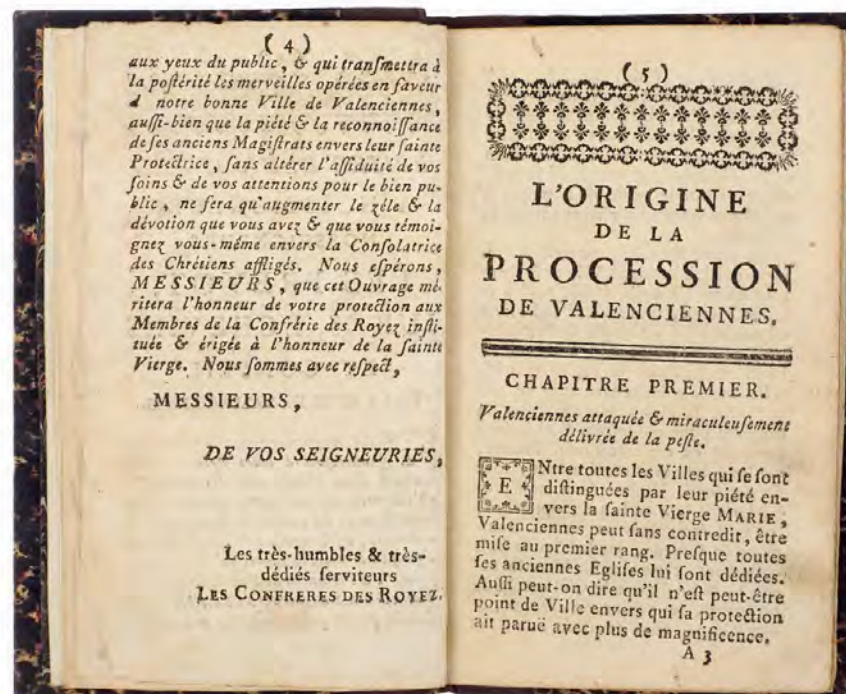 ( 4 )
aux yeux du public, & qui tranſmettra à
la poſtérité les merveilles opérées en faveur
d notre bonne Ville de Valenciennes,
auſſi-bien que la piété & la reconnoiſſance
de ſes anciens Magiſtrats envers leur ſainte
Protectrice, ſans altérer l'aſſiduité de vos
ſoins & de vos attentions pour le bien pu-
blic, ne ſera qu'augmenter le zéle & la
dévotion que vous avez & que vous témoi-
gnez vous-même envers la Conſolatrice
des Chrétiens affligés. Nous eſpérons,
MESSIEURS, que cet Ouvrage mé-
ritera l'honneur de votre protection aux
Membres de la Confrérie des Royez inſti-
tuée & érigée à l'honneur de la ſainte
Vierge. Nous ſommes avec reſpect,
MESSIEURS,
DE VOS SEIGNEURIES,
Les très-humbles & très-
dédiés ſerviteurs
LES CONFRERES DES ROYEZ.
( 5 )
L'ORIGINE
DE LA
PROCESSION
DE VALENCIENNES.
CHAPITRE PREMIER.
Valenciennes attaquée & miraculeuſement
délivrée de la peſte.
ENtre toutes les Villes qui ſe ſont
diſtinguées par leur piété en-
vers la ſainte Vierge MARIE,
Valenciennes peut ſans contredit, être
miſe au premier rang. Preſque toutes
ſes anciennes Egliſes lui ſont dédiées.
Auſſi peut-on dire qu'il n'eſt peut-être
point de Ville envers qui ſa protection
ait paruë avec plus de magnificence.
A 3